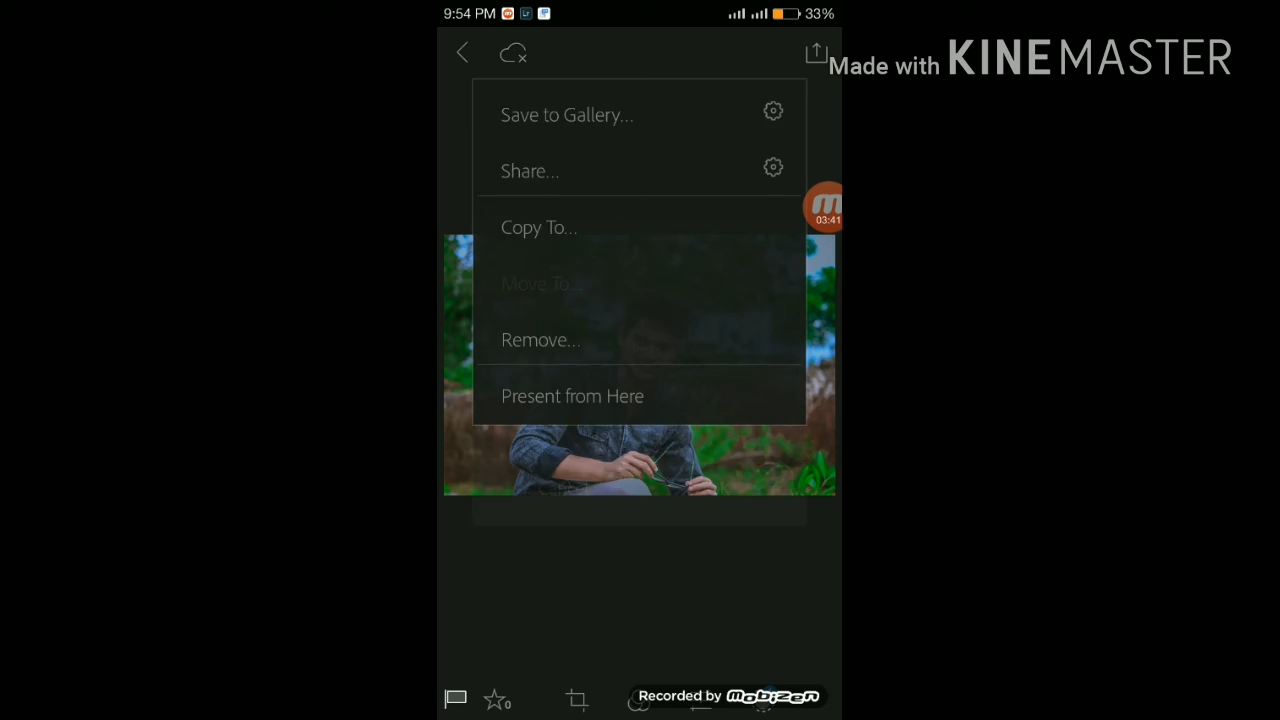 9:54 PM Lr 33%
Made with KINEMASTER
Save to Gallery...
Share...
03:41
Copy To...
Move To...
Remove...
Present from Here
0
Recorded by mobizen